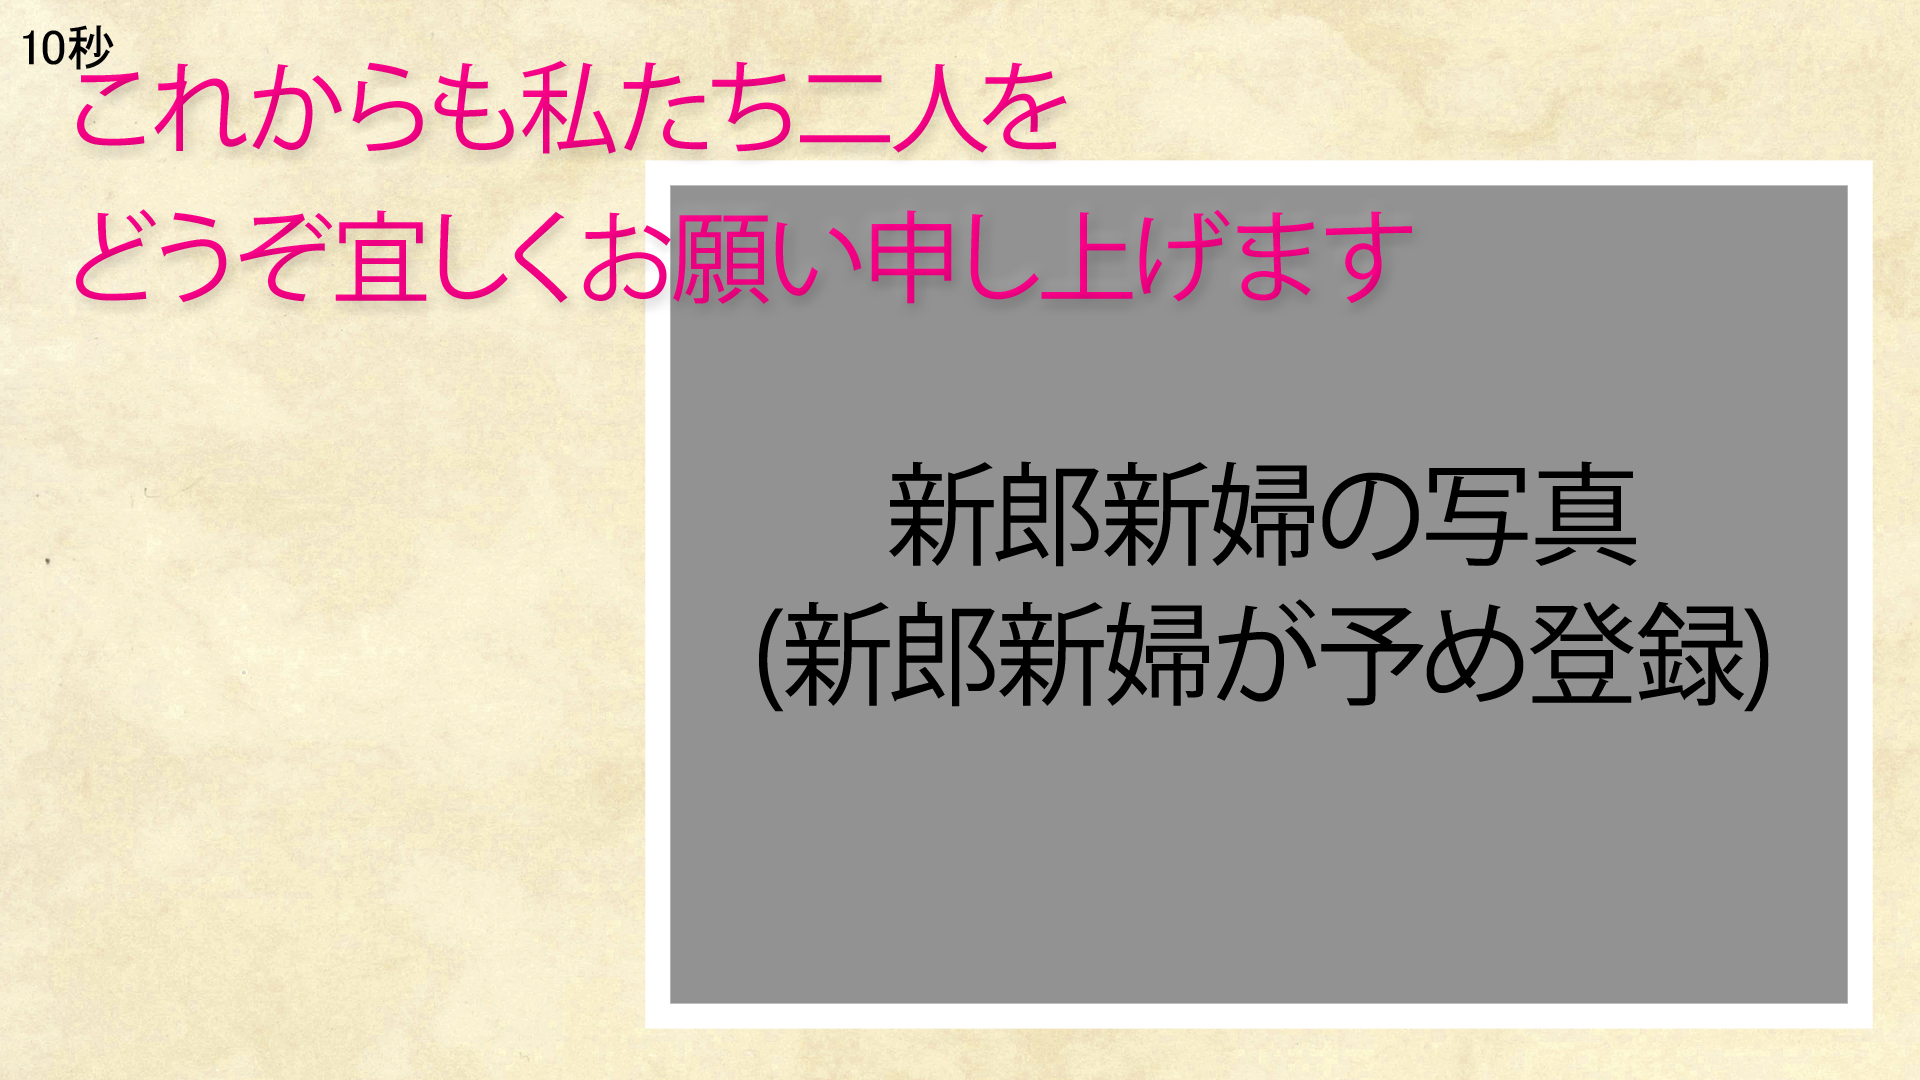 10秒
これからも私たち二人を
どうぞ宜しくお願い申し上げます
新郎新婦の写真
(新郎新婦が予め登録)